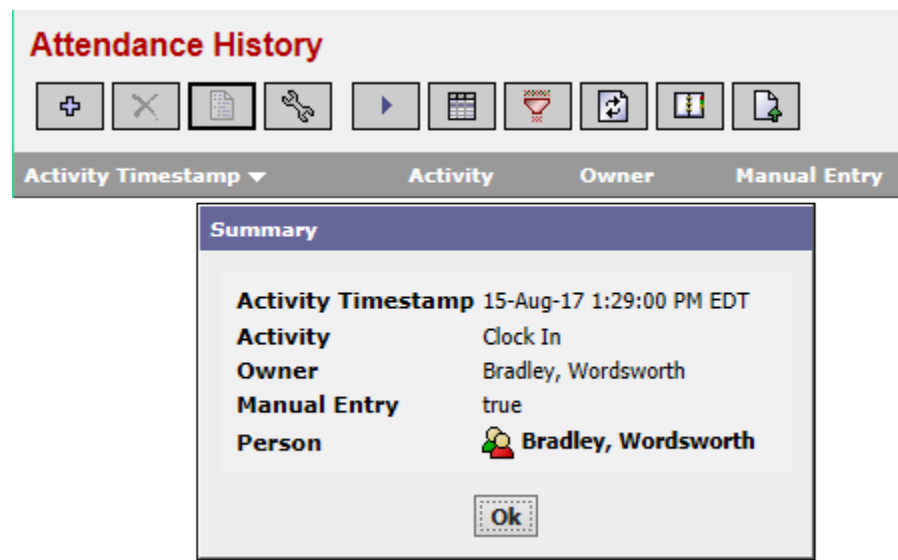 Attendance History
Activity Timestamp Activity Owner Manual Entry
Summary
Activity Timestamp 15-Aug-17 1:29:00 PM EDT
Activity Clock In
Owner Bradley, Wordsworth
Manual Entry true
Person Bradley, Wordsworth
Ok